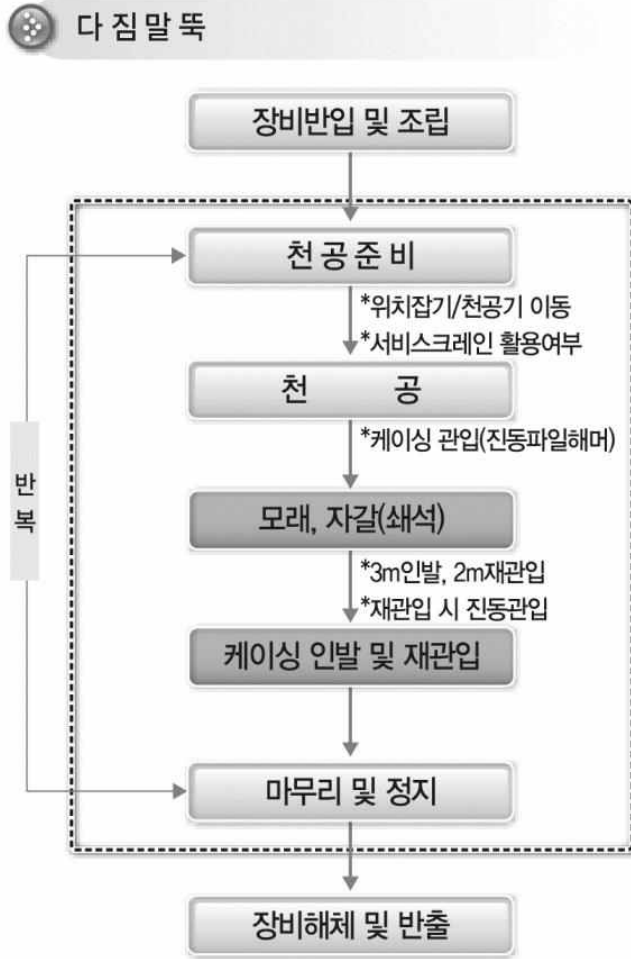 다짐말뚝
장비반입 및 조립
천공준비
*위치잡기/천공기 이동
*서비스크레인 활용여부
천 공
*케이싱 관입(진동파일해머)
반복
모래, 자갈(쇄석)
*3m인발, 2m재관입
*재관입 시 진동관입
케이싱 인발 및 재관입
마무리 및 정지
장비해체 및 반출